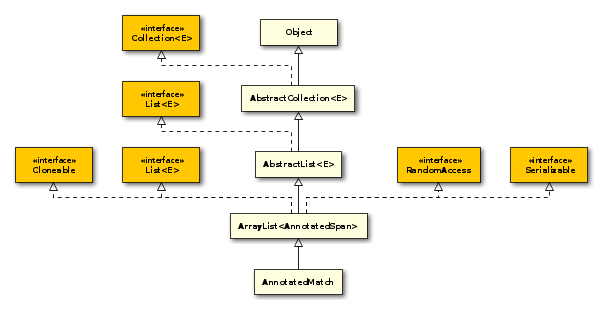 «interface»
Collection<E>
Object
«interface»
List<E>
AbstractCollection<E>
«interface»
Cloneable
«interface»
List<E>
AbstractList<E>
«interface»
RandomAccess
«interface»
Serializable
ArrayList<AnnotatedSpan>
AnnotatedMatch